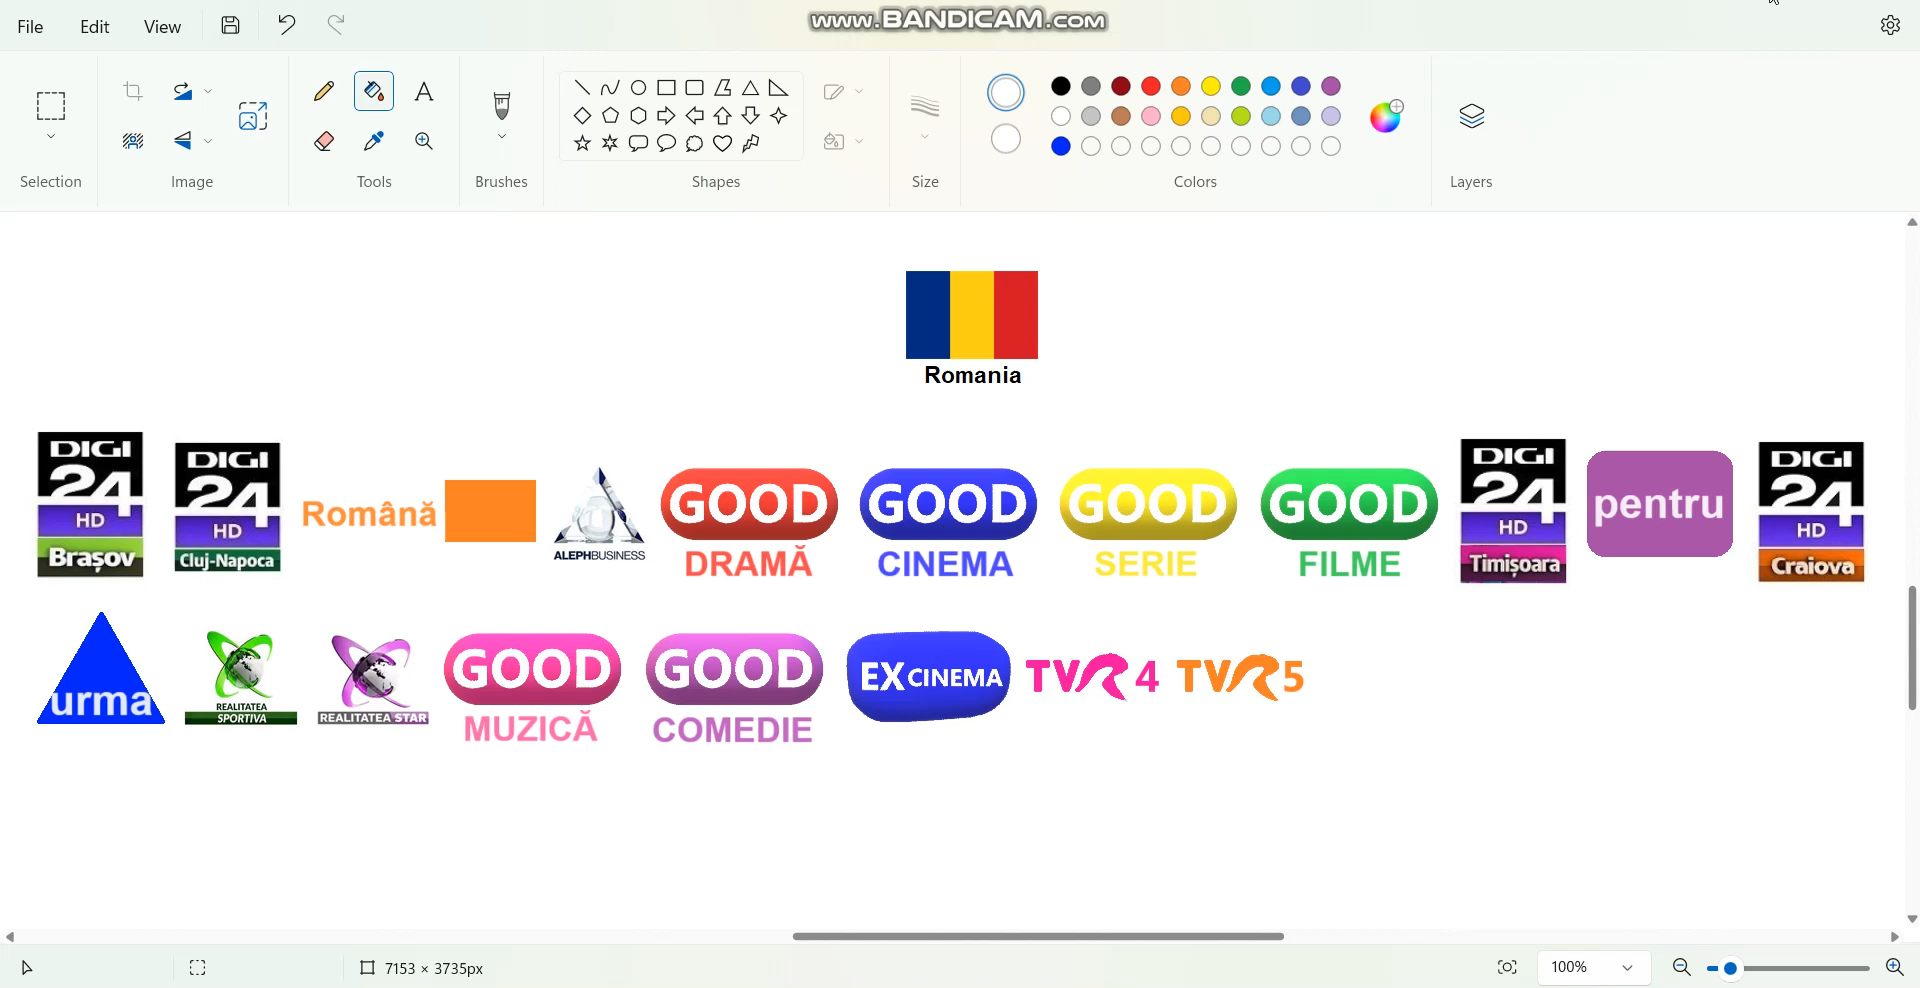 File Edit View
www.BANDICAM.com
Selection
Image
Tools
Brushes
Shapes
Size
Colors
Layers
Romania
DIGI
24
HD
Brașov
DIGI
24
HD
Cluj-Napoca
Română
ALEPHBUSINESS
GOOD
DRAMĂ
GOOD
CINEMA
GOOD
SERIE
GOOD
FILME
DIGI
24
HD
Timișoara
pentru
DIGI
24
HD
Craiova
urma
REALITATEA
SPORTIVA
REALITATEA STAR
GOOD
MUZICĂ
GOOD
COMEDIE
EX CINEMA
TVR 4
TVR 5
7153 × 3735px
100%